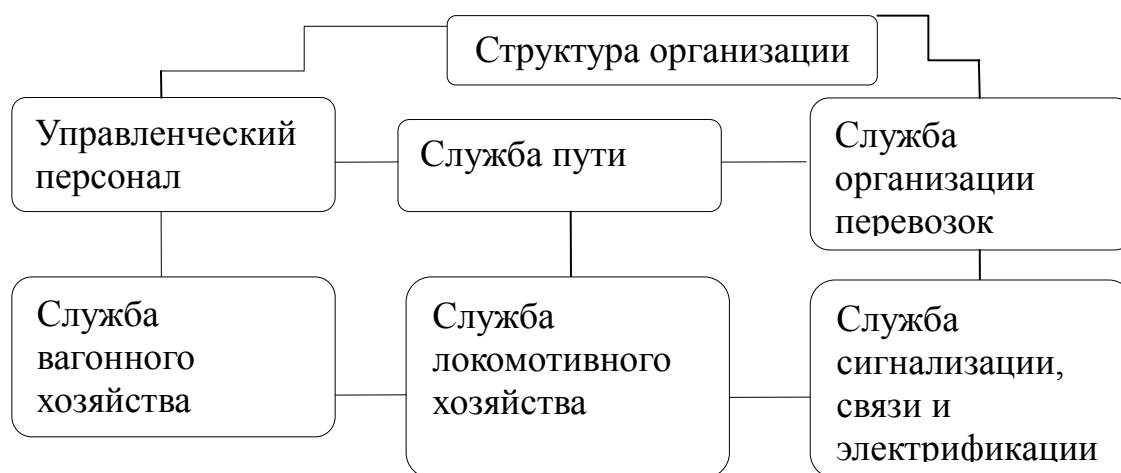 Структура организации
Управленческий
персонал
Служба пути
Служба
организации
перевозок
Служба
вагонного
хозяйства
Служба
локомотивного
хозяйства
Служба
сигнализации,
связи и
электрификации